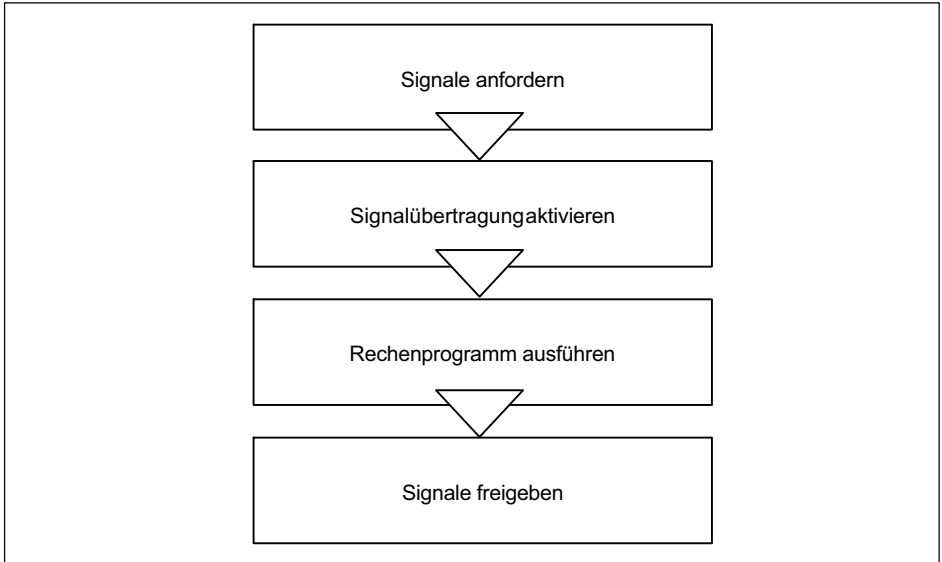 Signale anfordern
Signalübertragungaktivieren
Rechenprogramm ausführen
Signale freigeben